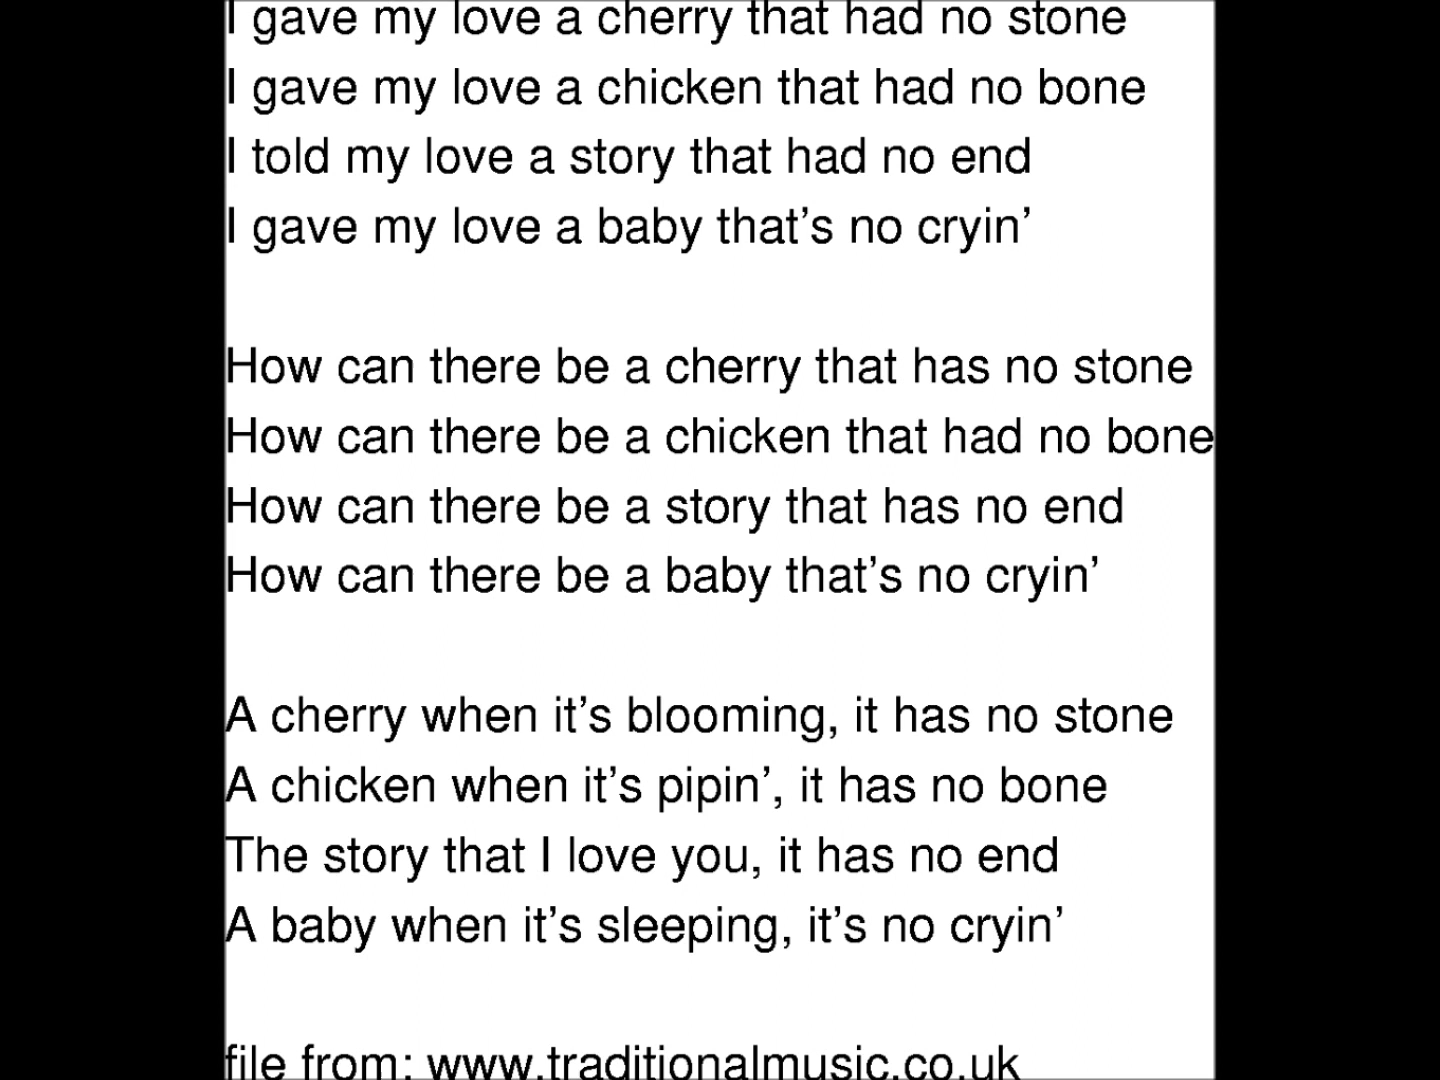 I gave my love a cherry that had no stone
I gave my love a chicken that had no bone
I told my love a story that had no end
I gave my love a baby that’s no cryin’
How can there be a cherry that has no stone
How can there be a chicken that had no bone
How can there be a story that has no end
How can there be a baby that’s no cryin’
A cherry when it’s blooming, it has no stone
A chicken when it’s pipin’, it has no bone
The story that I love you, it has no end
A baby when it’s sleeping, it’s no cryin’
file from: www.traditionalmusic.co.uk